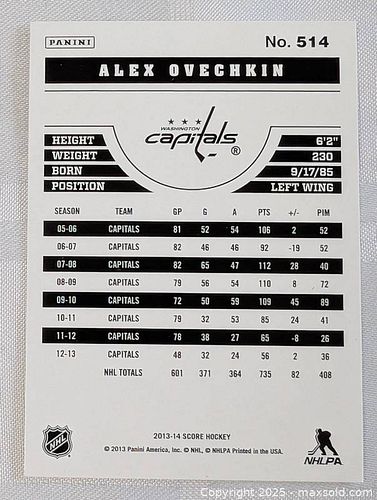 PANINI No. 514
ALEX OVECHKIN
WASHINGTON
capitals ®
HEIGHT 6'2"
WEIGHT 230
BORN 9/17/85
POSITION LEFT WING
SEASON TEAM GP G A PTS +/- PIM
05-06 CAPITALS 81 52 54 106 2 52
06-07 CAPITALS 82 46 46 92 -19 52
07-08 CAPITALS 82 65 47 112 28 40
08-09 CAPITALS 79 56 54 110 8 72
09-10 CAPITALS 72 50 59 109 45 89
10-11 CAPITALS 79 32 53 85 24 41
11-12 CAPITALS 78 38 27 65 -8 26
12-13 CAPITALS 48 32 24 56 2 36
NHL TOTALS 601 371 364 735 82 408
2013-14 SCORE HOCKEY
© 2013 Panini America, Inc. © NHL, © NHLPA Printed in the USA.
NHL
NHLPA
Copyright 2025 - maxsold.com